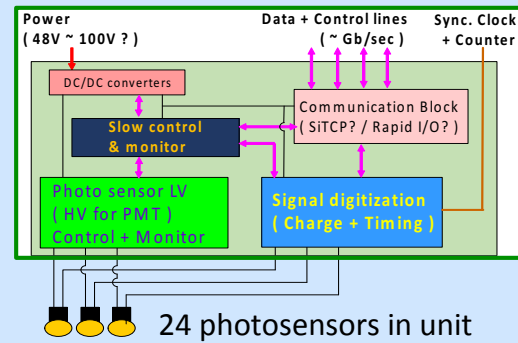 Power
( 48V ~ 100V ? )
Data + Control lines
( ~ Gb/sec )
Sync. Clock
+ Counter
DC/DC converters
Slow control
& monitor
Communication Block
( SiTCP? / Rapid I/O? )
Photo sensor LV
( HV for PMT )
Control + Monitor
Signal digitization
( Charge + Timing )
24 photosensors in unit